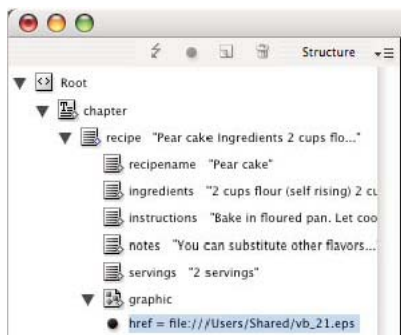 Structure
Root
chapter
recipe "Pear cake Ingredients 2 cups flo..."
recipename "Pear cake"
ingredients "2 cups flour (self rising) 2 cu
instructions "Bake in floured pan. Let coo
notes "You can substitute other flavors...
servings "2 servings"
graphic
href = file:///Users/Shared/vb_21.eps